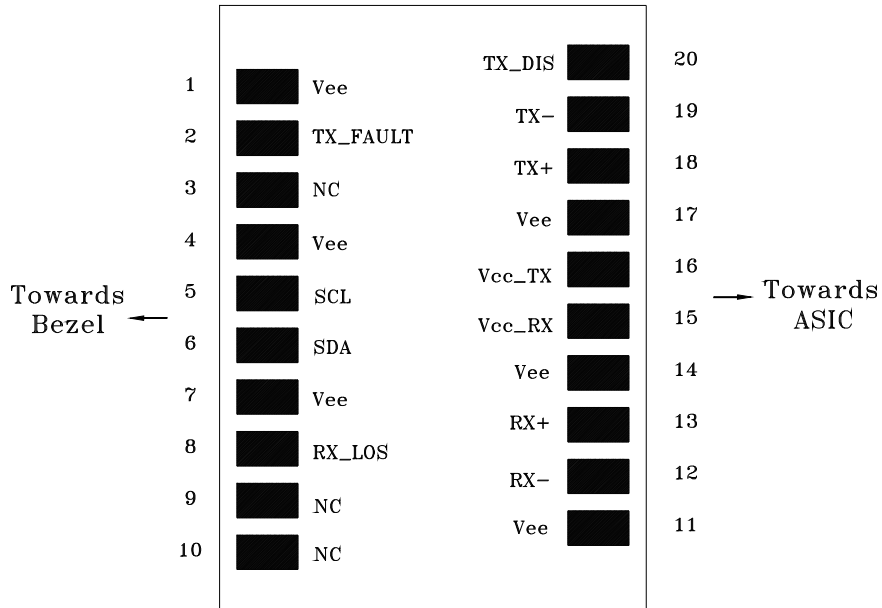 1 Vee
2 TX_FAULT
3 NC
4 Vee
5 SCL
6 SDA
7 Vee
8 RX_LOS
9 NC
10 NC
Towards
Bezel
TX_DIS 20
TX− 19
TX+ 18
Vee 17
Vcc_TX 16
Vcc_RX 15
Vee 14
RX+ 13
RX− 12
Vee 11
Towards
ASIC